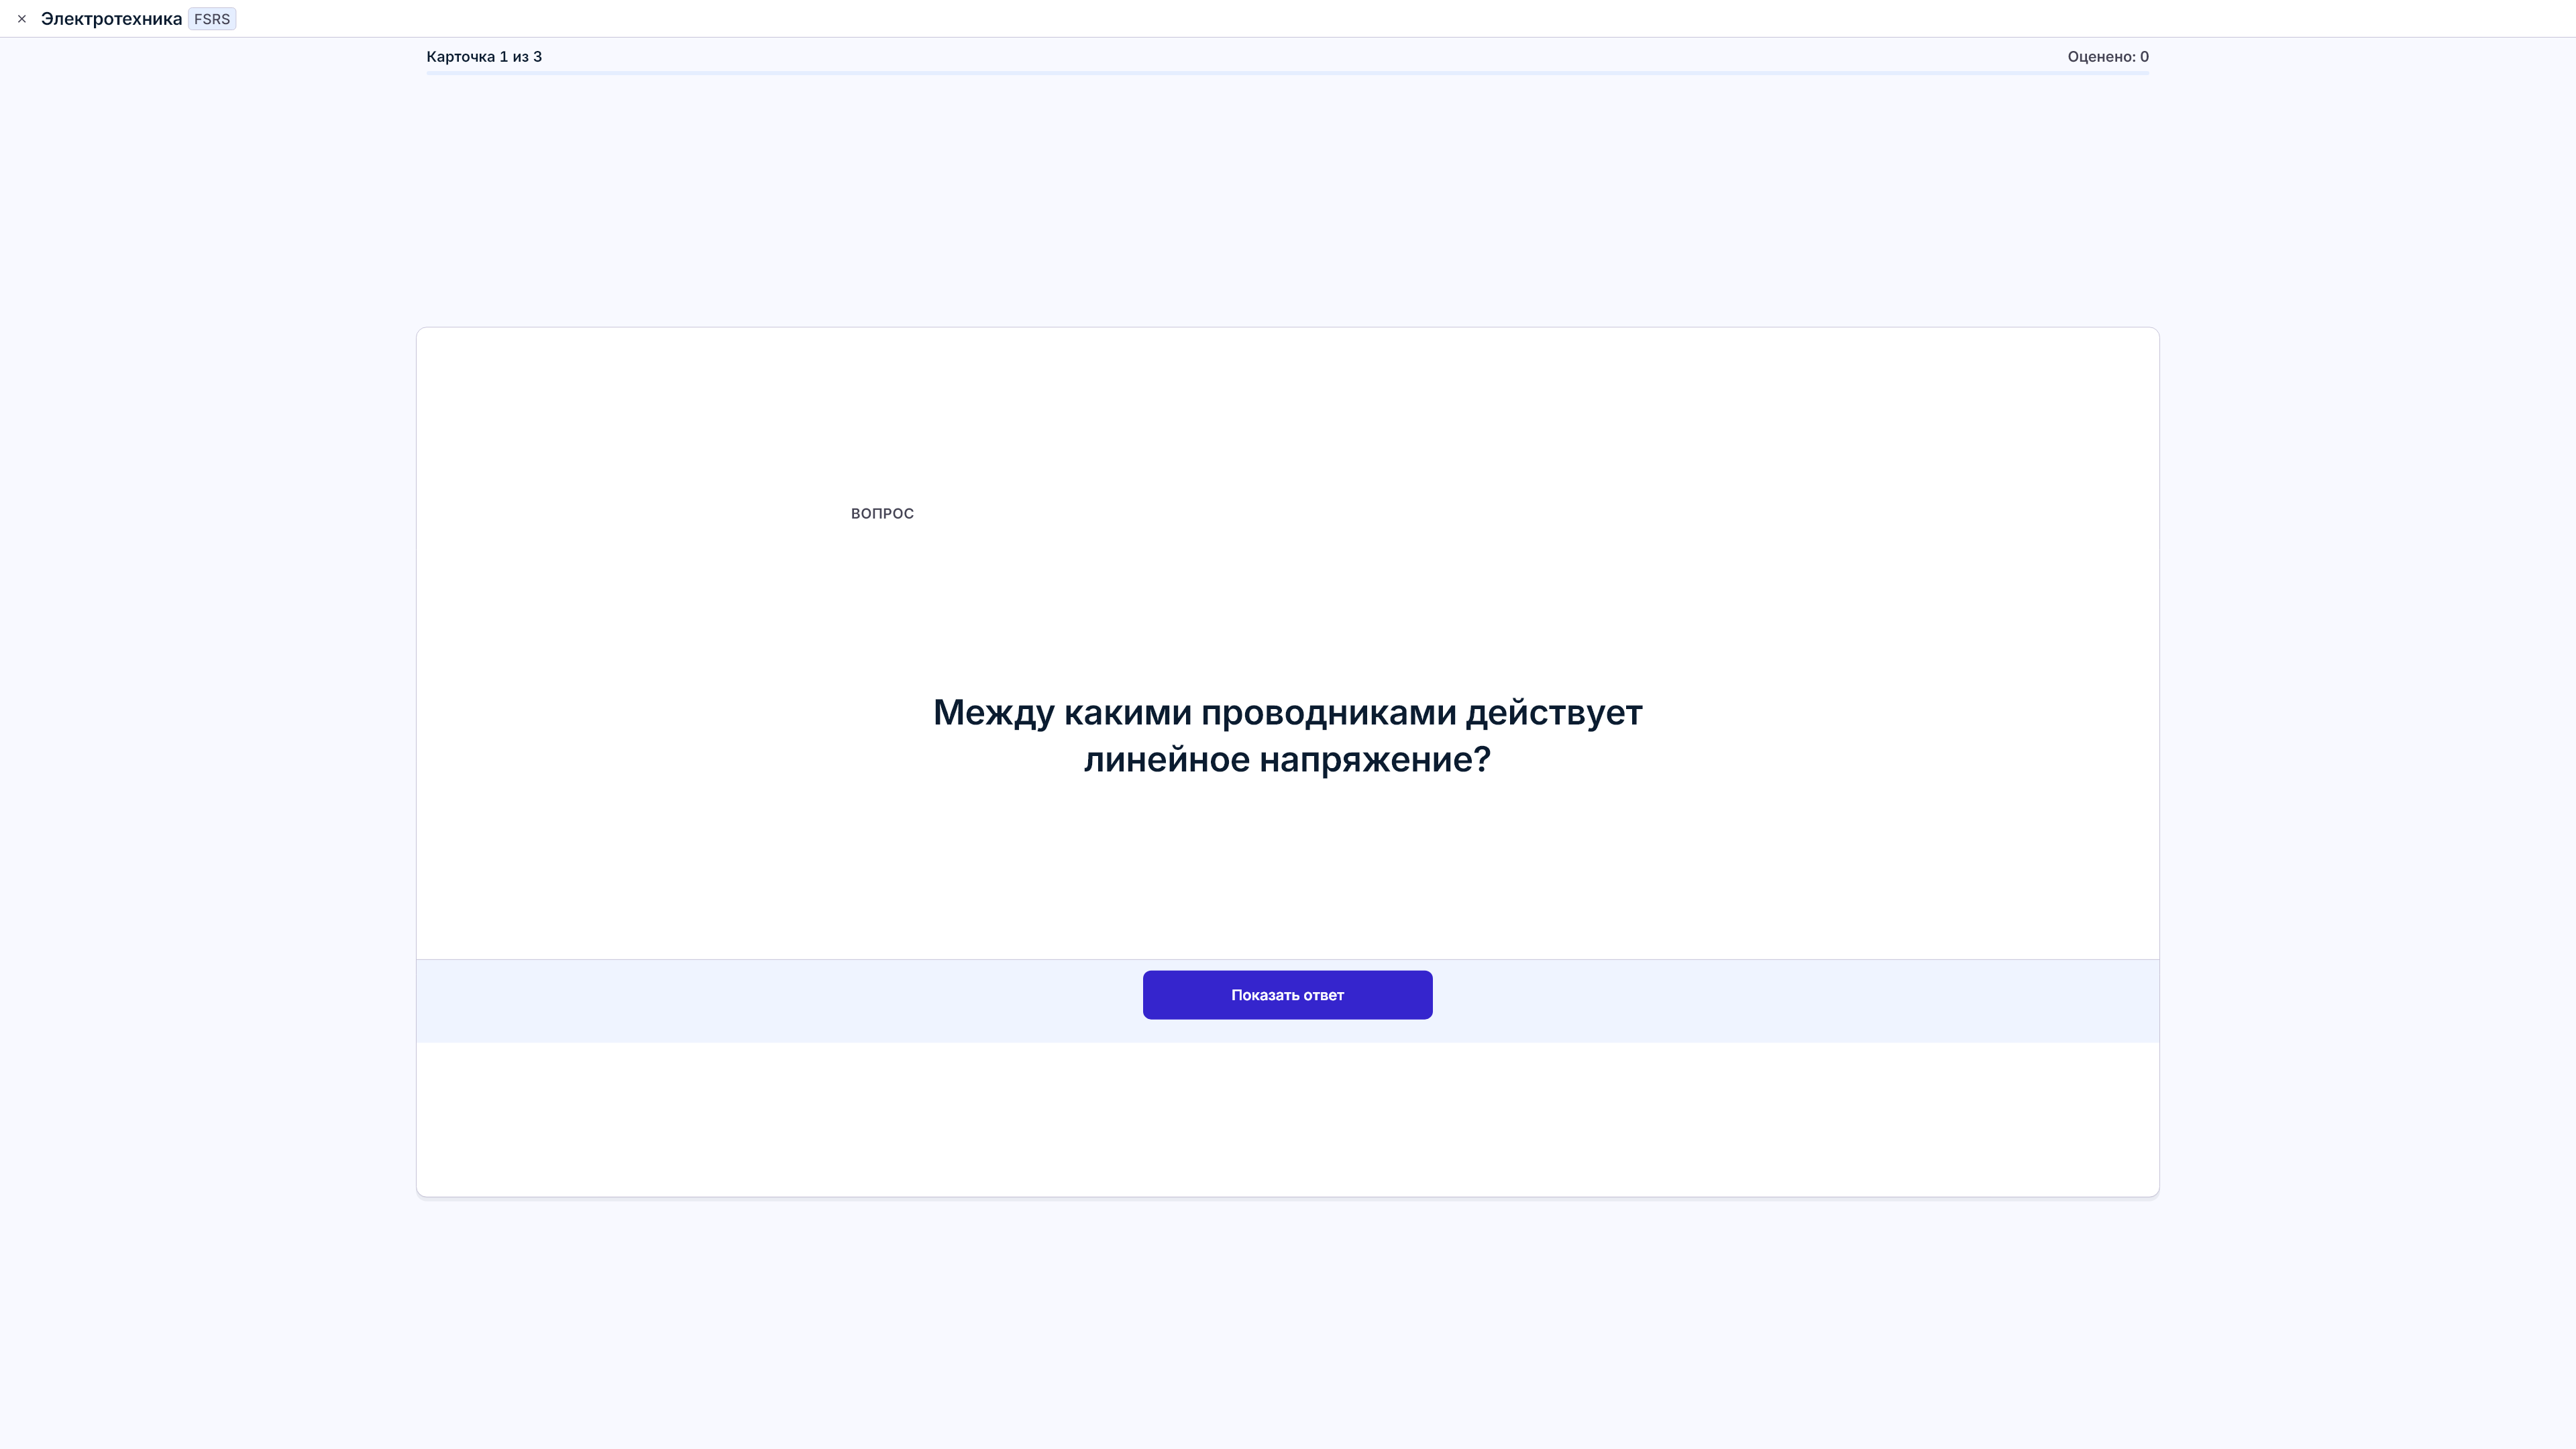 × Электротехника FSRS
Карточка 1 из 3
Оценено: 0
ВОПРОС
Между какими проводниками действует
линейное напряжение?
Показать ответ